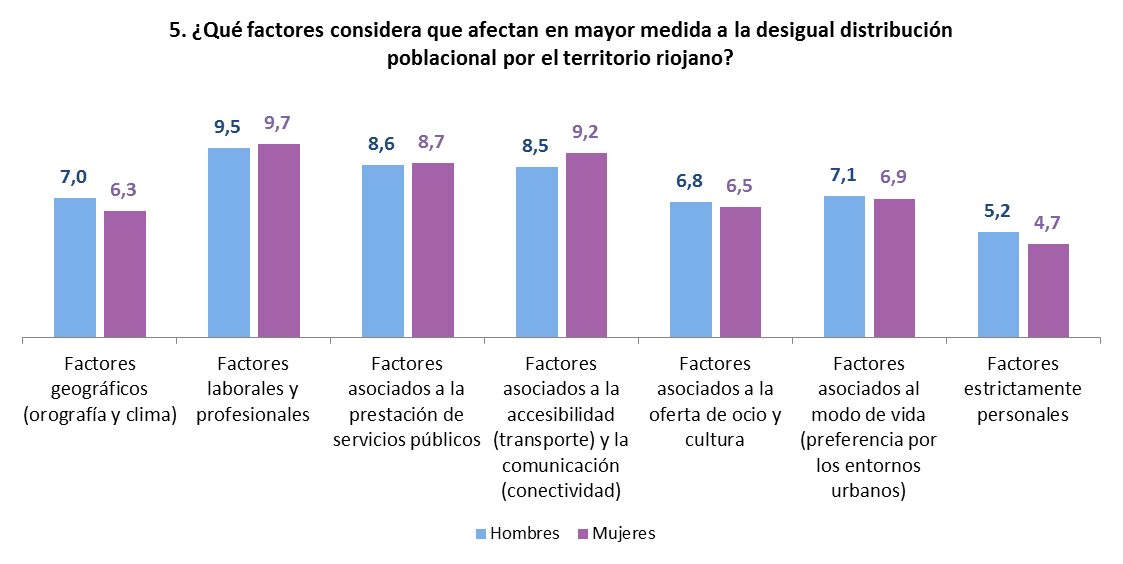 5. ¿Qué factores considera que afectan en mayor medida a la desigual distribución
poblacional por el territorio riojano?
7,0
6,3
9,5
9,7
8,6
8,7
8,5
9,2
6,8
6,5
7,1
6,9
5,2
4,7
Factores
geográficos
(orografía y clima)
Factores
laborales y
profesionales
Factores
asociados a la
prestación de
servicios públicos
Factores
asociados a la
accesibilidad
(transporte) y la
comunicación
(conectividad)
Factores
asociados a la
oferta de ocio y
cultura
Factores
asociados al
modo de vida
(preferencia por
los entornos
urbanos)
Factores
estrictamente
personales
Hombres
Mujeres